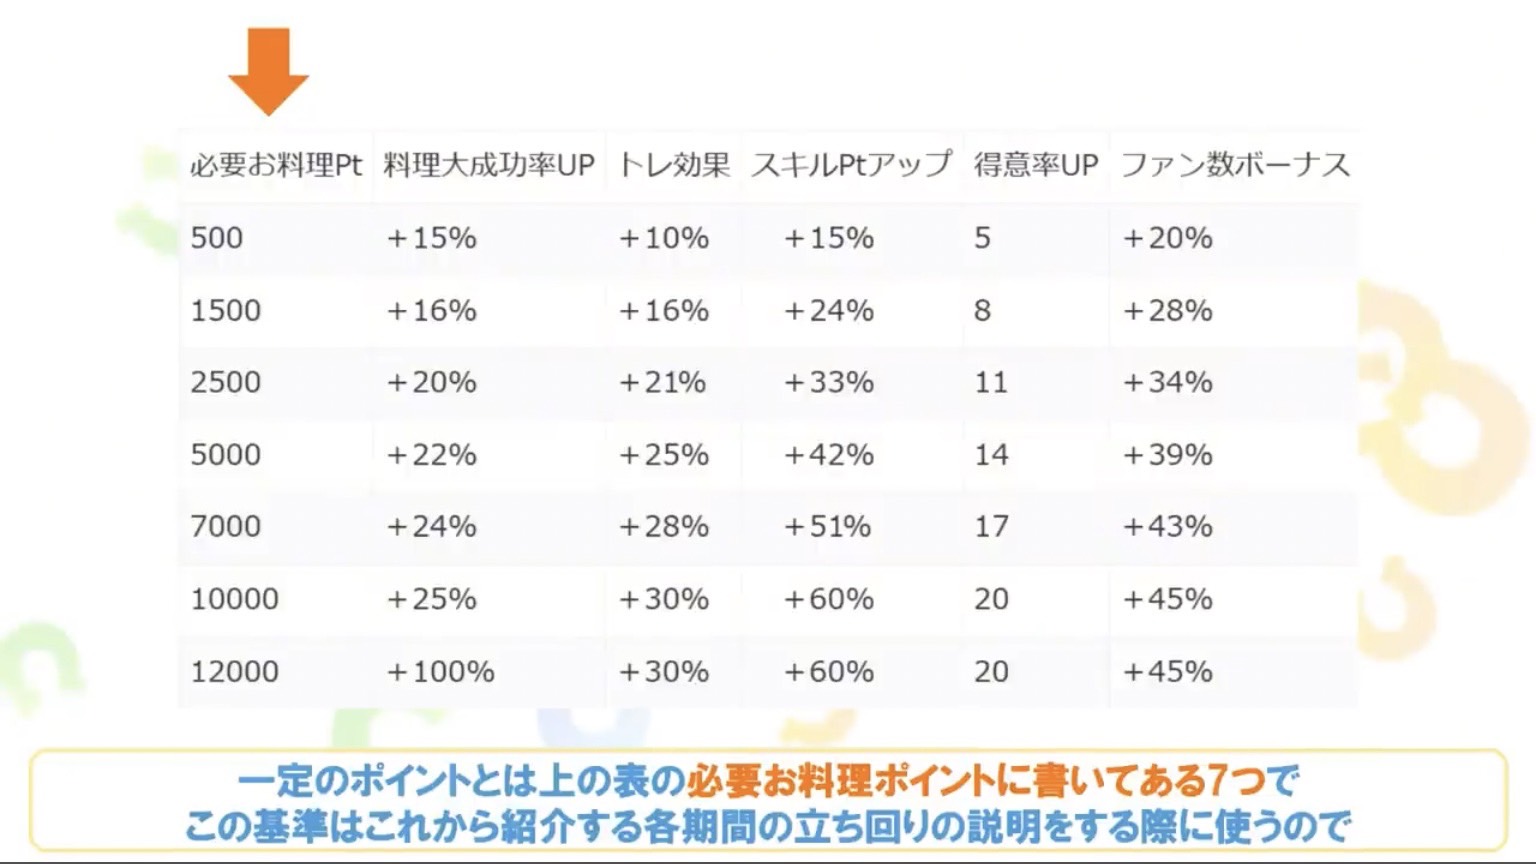 必要お料理Pt 料理大成功率UP トレ効果 スキルPtアップ 得意率UP ファン数ボーナス
500 +15% +10% +15% 5 +20%
1500 +16% +16% +24% 8 +28%
2500 +20% +21% +33% 11 +34%
5000 +22% +25% +42% 14 +39%
7000 +24% +28% +51% 17 +43%
10000 +25% +30% +60% 20 +45%
12000 +100% +30% +60% 20 +45%
一定のポイントとは上の表の必要お料理ポイントに書いてある7つで
この基準はこれから紹介する各期間の立ち回りの説明をする際に使うので